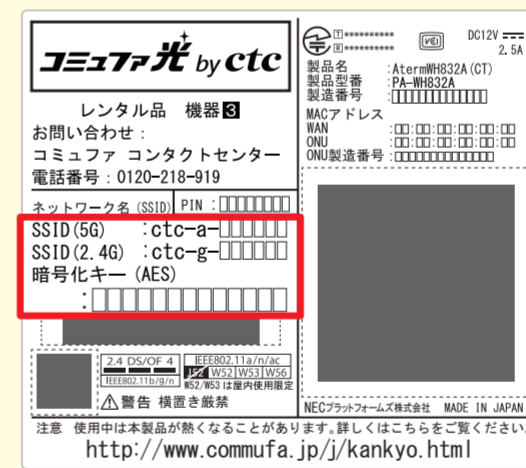 コミュファ光 by ctc
レンタル品 機器3
お問い合わせ:
コミュファ コンタクトセンター
電話番号:0120-218-919
ネットワーク名(SSID) PIN:□□□□□□□□
SSID(5G) :ctc-a-□□□□□□
SSID(2.4G) :ctc-g-□□□□□□
暗号化キー(AES)
:□□□□□□□□□□□□□
2.4 DS/OF 4
IEEE802.11b/g/n
IEEE802.11a/n/ac
J52 W52 W53 W56
W52/W53は屋内使用限定
警告 横置き厳禁
T **********
R **********
VCI
DC12V
2.5A
製品名 :AtermWH832A(CT)
製品型番 :PA-WH832A
製造番号 :□□□□□□□□□□□□
MACアドレス
WAN :□□:□□:□□:□□:□□:□□
ONU :□□:□□:□□:□□:□□:□□
ONU製造番号:□□□□□□□□□□□□□
NECプラットフォームズ株式会社 MADE IN JAPAN
注意 使用中は本製品が熱くなることがあります。詳しくはこちらをご覧ください。
http://www.commufa.jp/j/kankyo.html